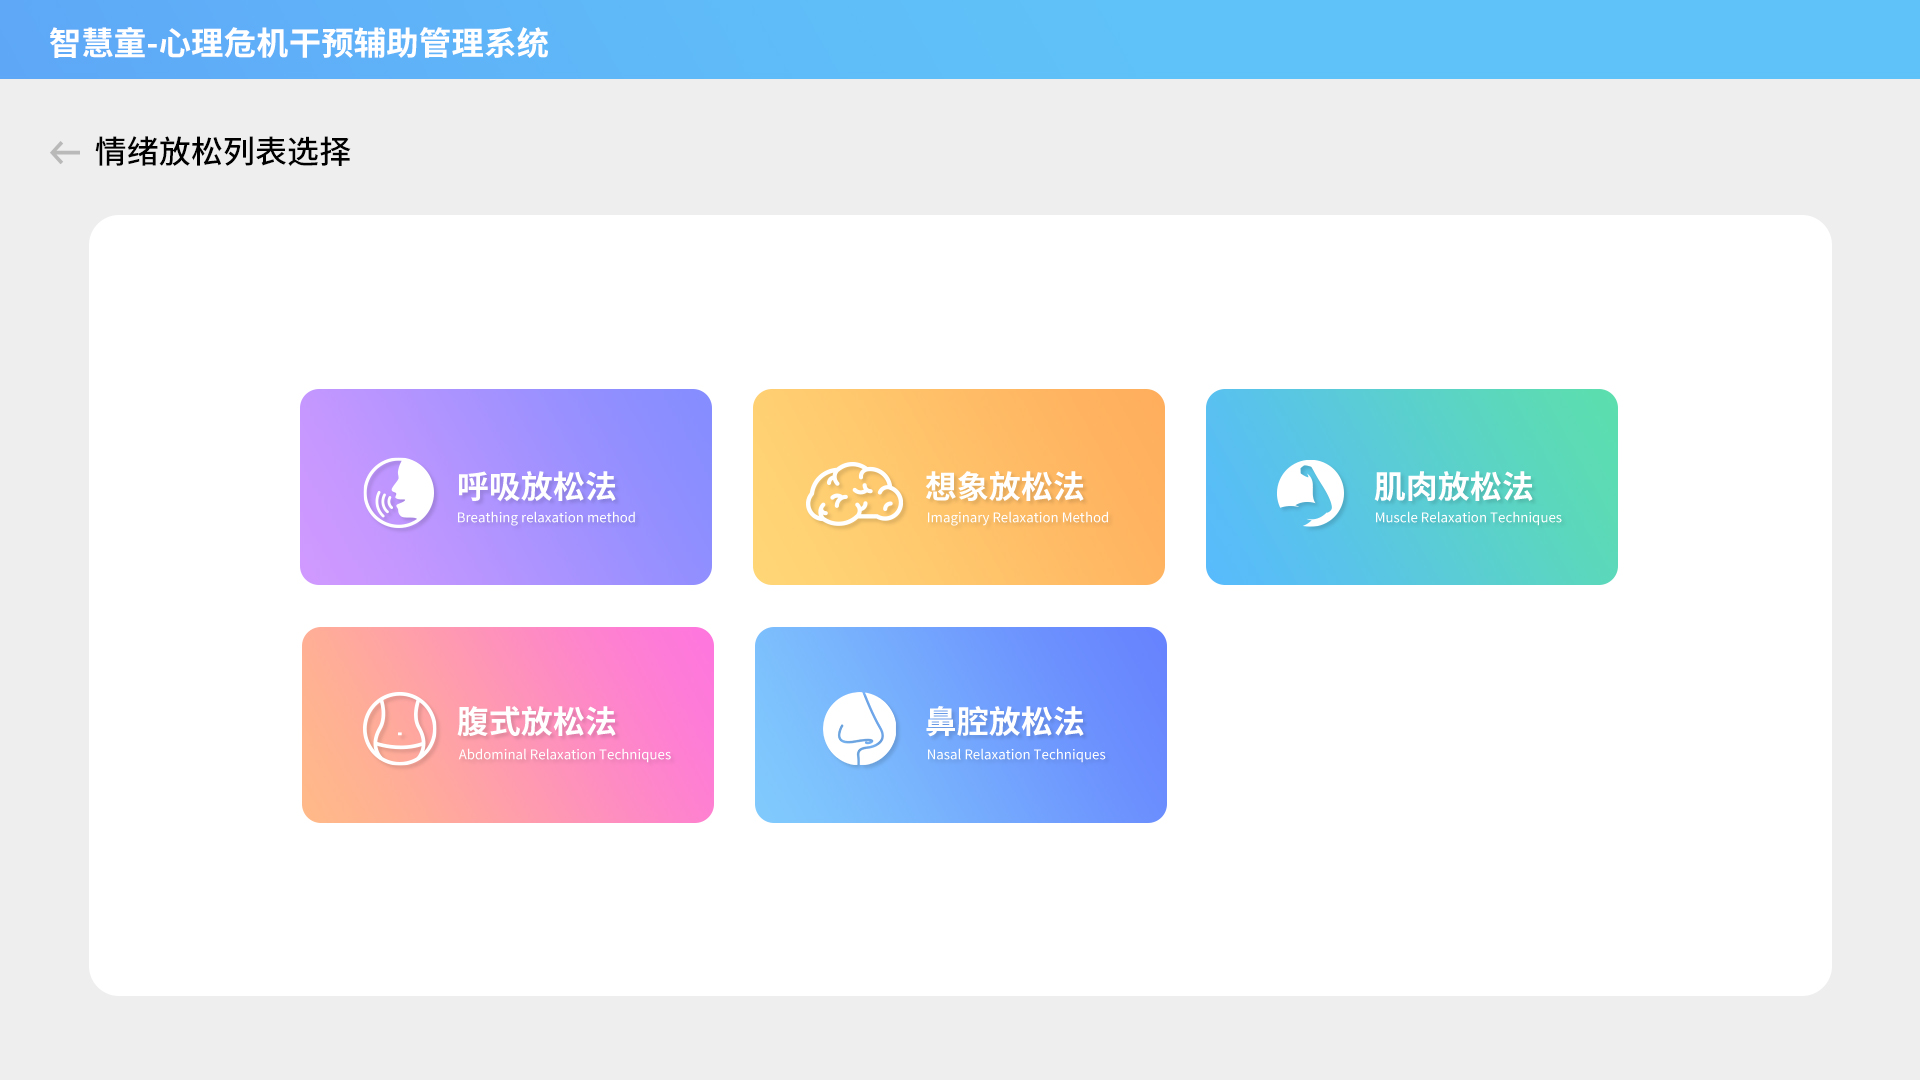 智慧童-心理危机干预辅助管理系统
情绪放松列表选择
呼吸放松法
Breathing relaxation method
想象放松法
Imaginary Relaxation Method
肌肉放松法
Muscle Relaxation Techniques
腹式放松法
Abdominal Relaxation Techniques
鼻腔放松法
Nasal Relaxation Techniques